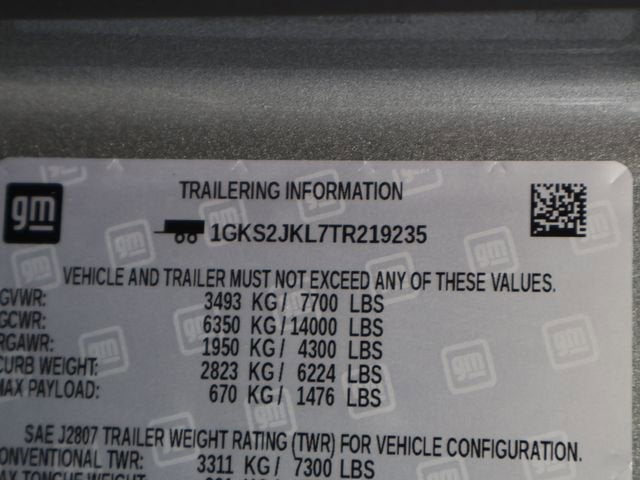 TRAILERING INFORMATION
gm
1GKS2JKL7TR219235
VEHICLE AND TRAILER MUST NOT EXCEED ANY OF THESE VALUES.
GVWR: 3493 KG / 7700 LBS
GCWR: 6350 KG / 14000 LBS
RGAWR: 1950 KG / 4300 LBS
CURB WEIGHT: 2823 KG / 6224 LBS
MAX PAYLOAD: 670 KG / 1476 LBS
SAE J2807 TRAILER WEIGHT RATING (TWR) FOR VEHICLE CONFIGURATION.
CONVENTIONAL TWR: 3311 KG / 7300 LBS